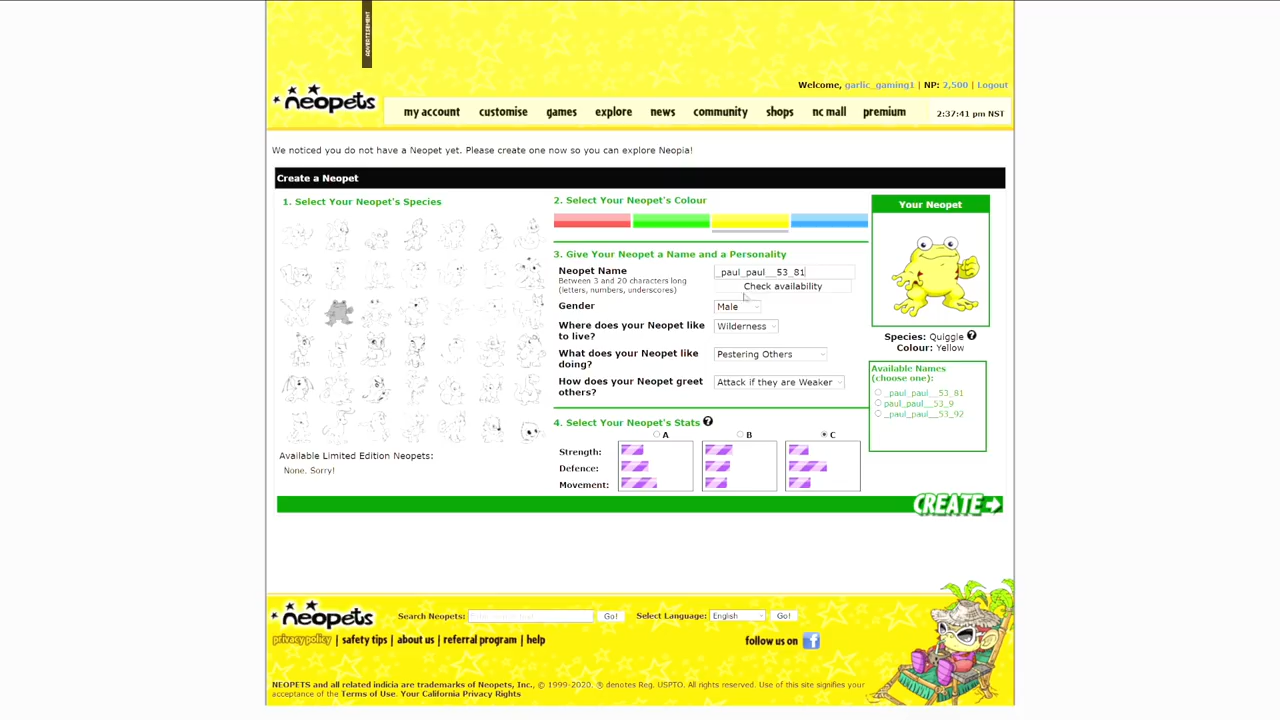 ADVERTISEMENT
Welcome, garlic_gaming1 | NP: 2,500 | Logout
neopets
my account customise games explore news community shops nc mall premium 2:37:41 pm NST
We noticed you do not have a Neopet yet. Please create one now so you can explore Neopia!
Create a Neopet
1. Select Your Neopet's Species
Available Limited Edition Neopets:
None. Sorry!
2. Select Your Neopet's Colour
3. Give Your Neopet a Name and a Personality
Neopet Name _paul_paul__53_81
Between 3 and 20 characters long
(letters, numbers, underscores)
Check availability
Gender Male
Where does your Neopet like Wilderness
to live?
What does your Neopet like Pestering Others
doing?
How does your Neopet greet Attack if they are Weaker
others?
4. Select Your Neopet's Stats ?
A B C
Strength:
Defence:
Movement:
Your Neopet
Species: Quiggle ?
Colour: Yellow
Available Names
(choose one):
_paul_paul__53_81
paul_paul__53_9
_paul_paul__53_92
CREATE
neopets
Search Neopets: Go! Select Language: English Go!
privacy policy | safety tips | about us | referral program | help
follow us on f
NEOPETS and all related indicia are trademarks of Neopets, Inc., © 1999-2020. ® denotes Reg. USPTO. All rights reserved. Use of this site signifies your
acceptance of the Terms of Use. Your California Privacy Rights